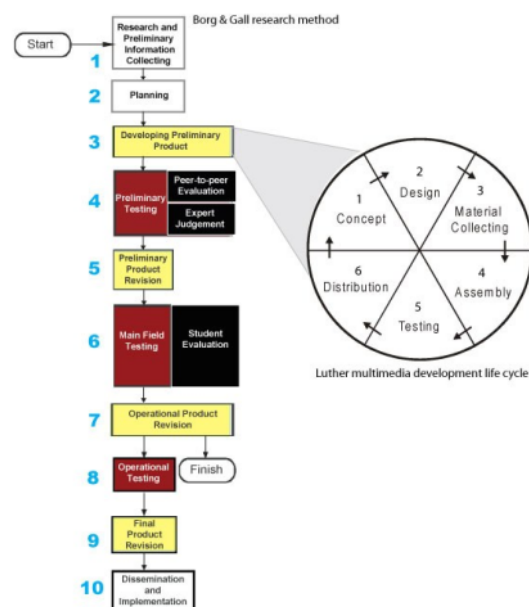 Borg & Gall research method
Start
Research and
Preliminary
Information
Collecting
1
2
Planning
3
Developing Preliminary
Product
4
Preliminary
Testing
Peer-to-peer
Evaluation
Expert
Judgement
5
Preliminary
Product
Revision
6
Main Field
Testing
Student
Evaluation
7
Operational Product
Revision
8
Operational
Testing
Finish
9
Final
Product
Revision
10
Dissemination
and
Implementation
1
Concept
2
Design
3
Material
Collecting
4
Assembly
5
Testing
6
Distribution
Luther multimedia development life cycle